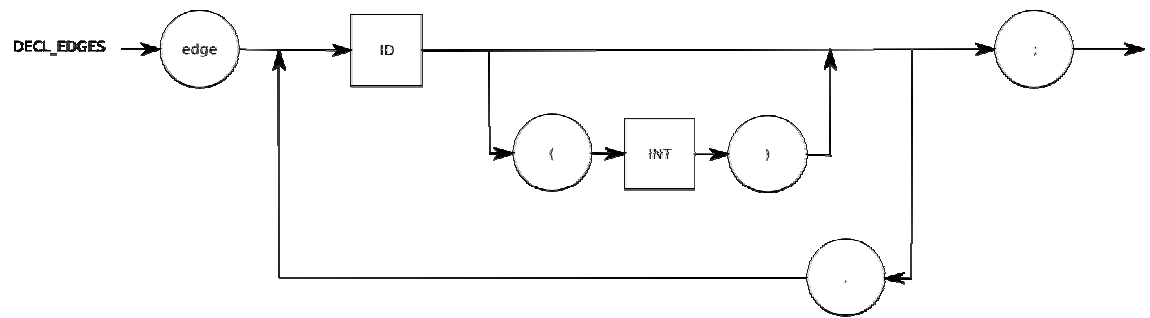 DECL_EDGES edge ID ;
( INT )
,